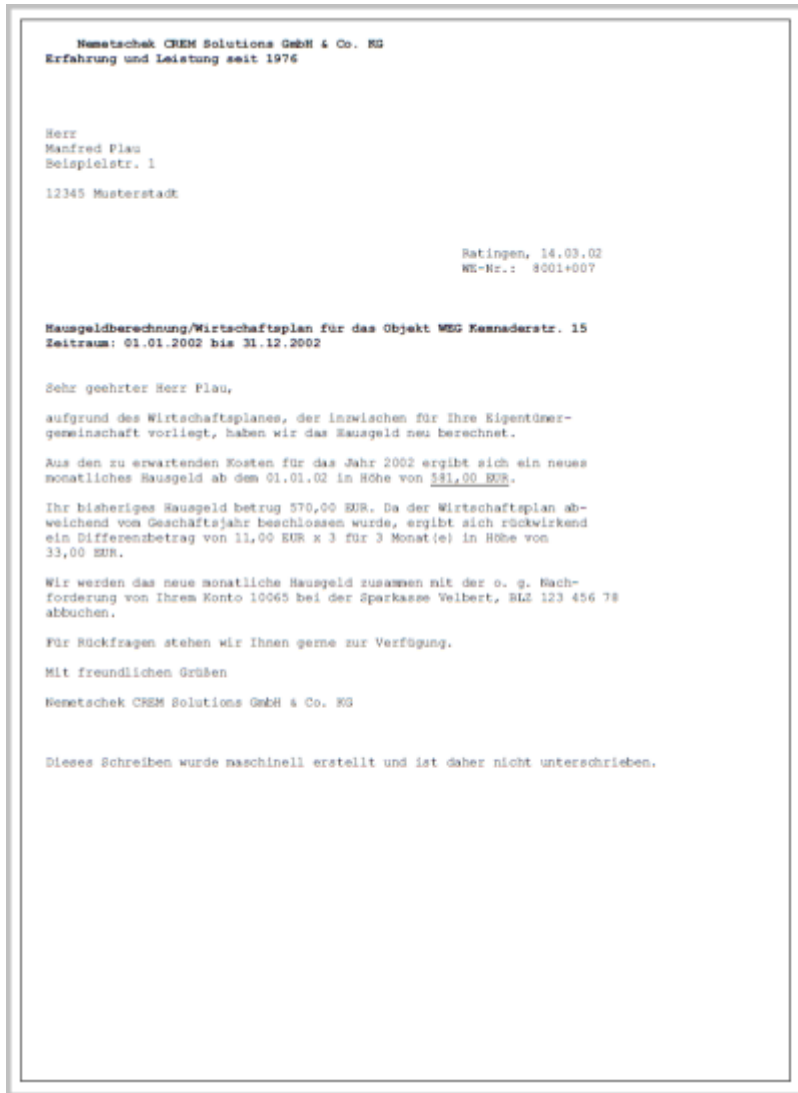 Nemetschek CREM Solutions GmbH & Co. KG
Erfahrung und Leistung seit 1976
Herr
Manfred Plau
Beispielstr. 1
12345 Musterstadt
Ratingen, 14.03.02
WE-Nr.: 8001+007
Hausgeldberechnung/Wirtschaftsplan für das Objekt WEG Kemnaderstr. 15
Zeitraum: 01.01.2002 bis 31.12.2002
Sehr geehrter Herr Plau,
aufgrund des Wirtschaftsplanes, der inzwischen für Ihre Eigentümer-
gemeinschaft vorliegt, haben wir das Hausgeld neu berechnet.
Aus den zu erwartenden Kosten für das Jahr 2002 ergibt sich ein neues
monatliches Hausgeld ab dem 01.01.02 in Höhe von 581,00 EUR.
Ihr bisheriges Hausgeld betrug 570,00 EUR. Da der Wirtschaftsplan ab-
weichend vom Geschäftsjahr beschlossen wurde, ergibt sich rückwirkend
ein Differenzbetrag von 11,00 EUR x 3 für 3 Monat(e) in Höhe von
33,00 EUR.
Wir werden das neue monatliche Hausgeld zusammen mit der o. g. Nach-
forderung von Ihrem Konto 10065 bei der Sparkasse Velbert, BLZ 123 456 78
abbuchen.
Für Rückfragen stehen wir Ihnen gerne zur Verfügung.
Mit freundlichen Grüßen
Nemetschek CREM Solutions GmbH & Co. KG
Dieses Schreiben wurde maschinell erstellt und ist daher nicht unterschrieben.